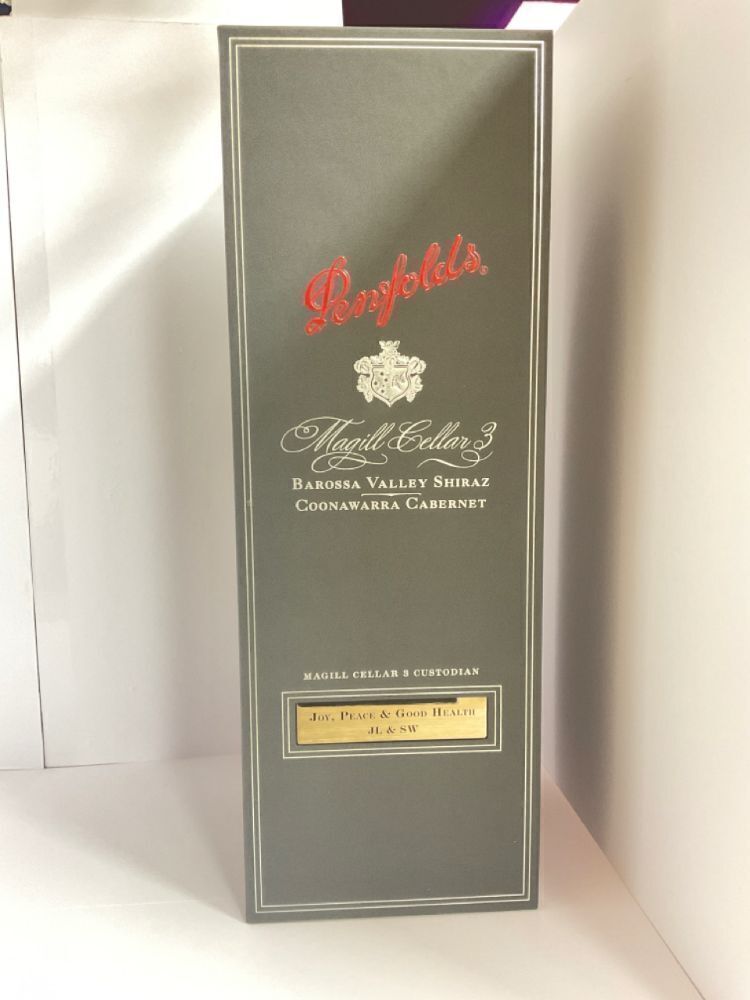 Penfolds.
Magill Cellar 3
BAROSSA VALLEY SHIRAZ
COONAWARRA CABERNET
MAGILL CELLAR 3 CUSTODIAN
JOY, PEACE & GOOD HEALTH
JL & SW